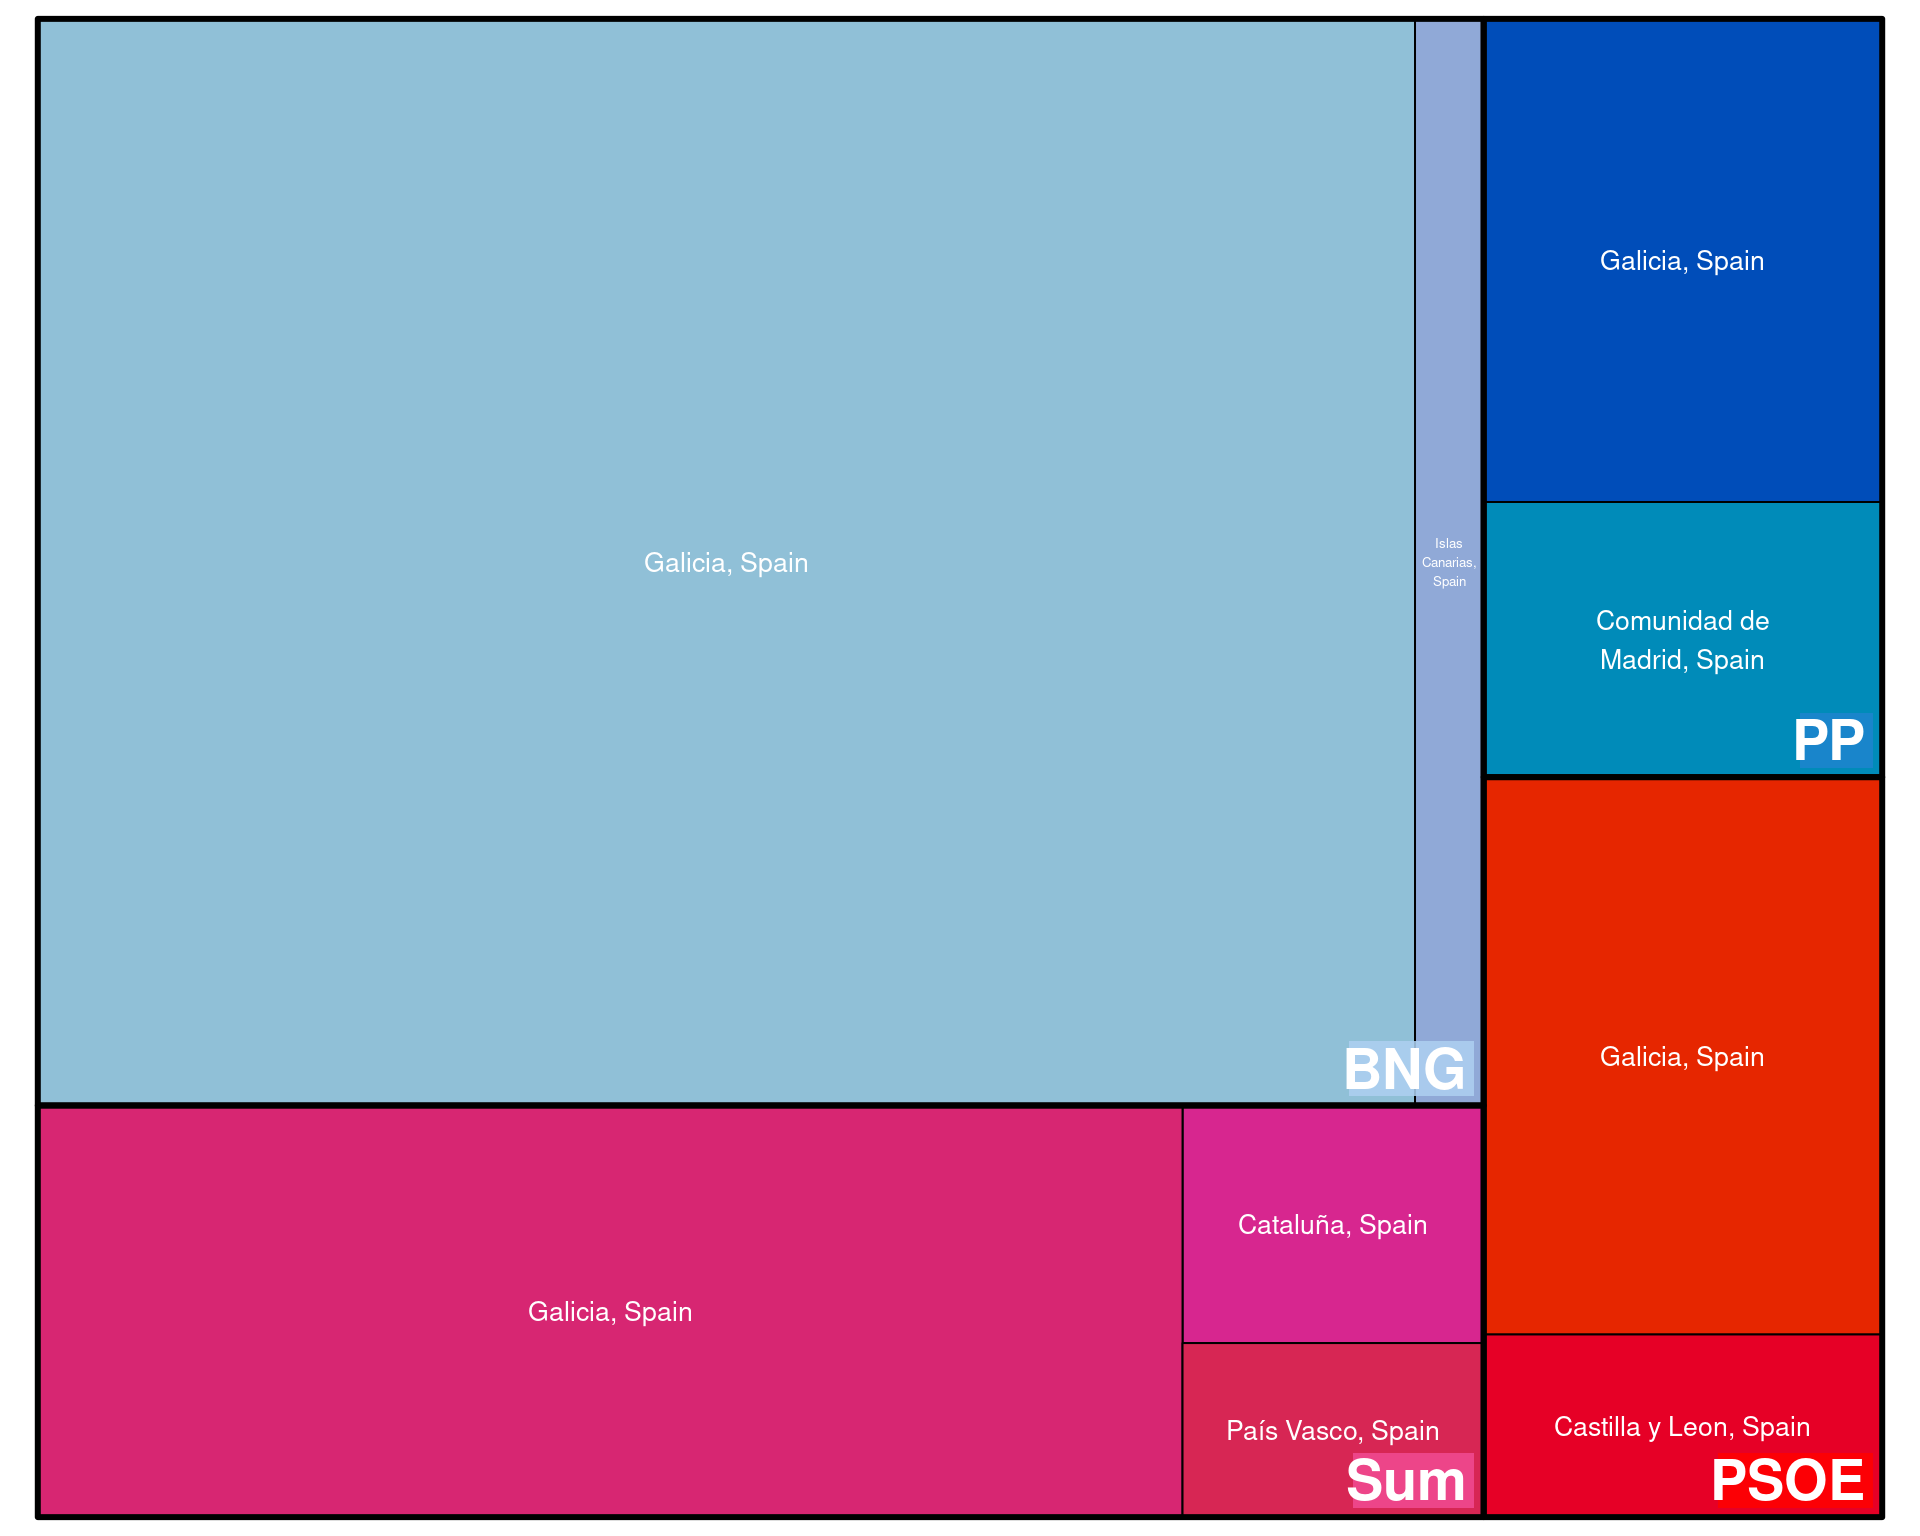 Galicia, Spain
Islas
Canarias,
Spain
BNG
Galicia, Spain
Comunidad de
Madrid, Spain
PP
Galicia, Spain
Cataluña, Spain
País Vasco, Spain
Sum
Galicia, Spain
Castilla y Leon, Spain
PSOE